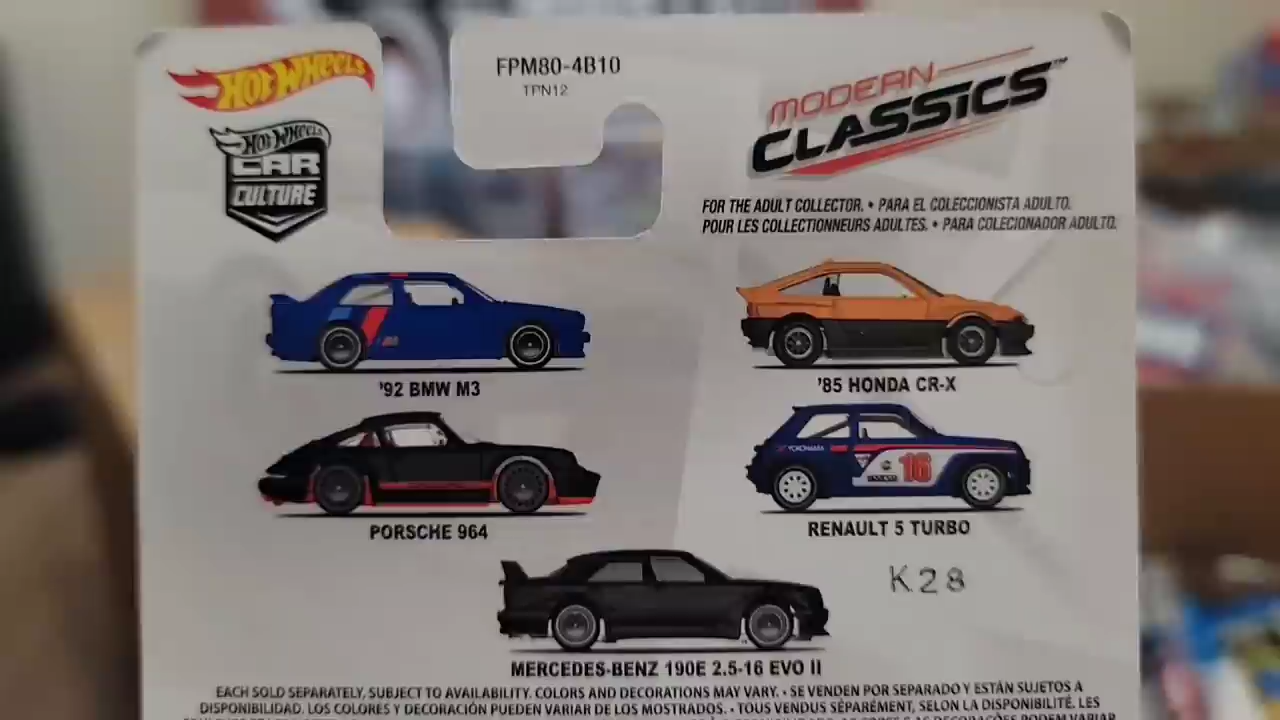 HOT WHEELS
FPM80-4B10
TPN12
MODERN
CLASSICS™
HOT WHEELS
CAR
CULTURE
FOR THE ADULT COLLECTOR. • PARA EL COLECCIONISTA ADULTO.
POUR LES COLLECTIONNEURS ADULTES. • PARA COLECIONADOR ADULTO.
'92 BMW M3
'85 HONDA CR-X
YOKOHAMA
16
PORSCHE 964
RENAULT 5 TURBO
K28
MERCEDES-BENZ 190E 2.5-16 EVO II
EACH SOLD SEPARATELY, SUBJECT TO AVAILABILITY. COLORS AND DECORATIONS MAY VARY. • SE VENDEN POR SEPARADO Y ESTÁN SUJETOS A
DISPONIBILIDAD. LOS COLORES Y DECORACIÓN PUEDEN VARIAR DE LOS MOSTRADOS. • TOUS VENDUS SÉPARÉMENT, SELON LA DISPONIBILITÉ. LES